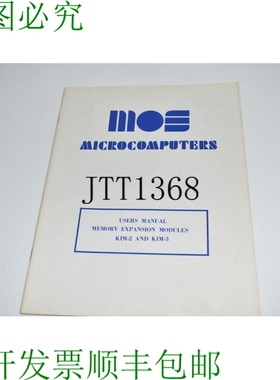 图必究
mos
MICROCOMPUTERS
JTT1368
USERS MANUAL
MEMORY EXPANSION MODULES
KIM-2 AND KIM-3
开发票顺丰包邮